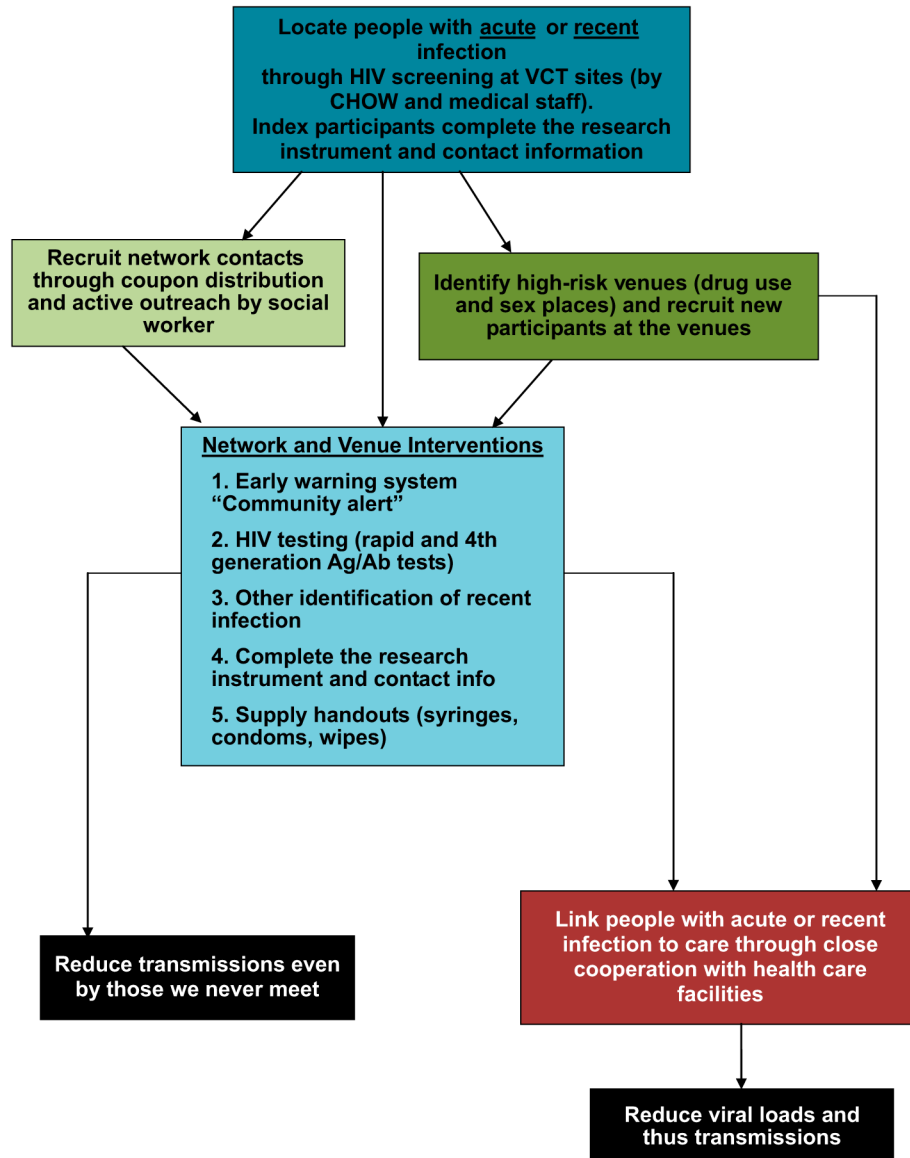 Locate people with acute or recent
infection
through HIV screening at VCT sites (by
CHOW and medical staff).
Index participants complete the research
instrument and contact information
Recruit network contacts
through coupon distribution
and active outreach by social
worker
Identify high-risk venues (drug use
and sex places) and recruit new
participants at the venues
Network and Venue Interventions
1. Early warning system
“Community alert”
2. HIV testing (rapid and 4th
generation Ag/Ab tests)
3. Other identification of recent
infection
4. Complete the research
instrument and contact info
5. Supply handouts (syringes,
condoms, wipes)
Reduce transmissions even
by those we never meet
Link people with acute or recent
infection to care through close
cooperation with health care
facilities
Reduce viral loads and
thus transmissions